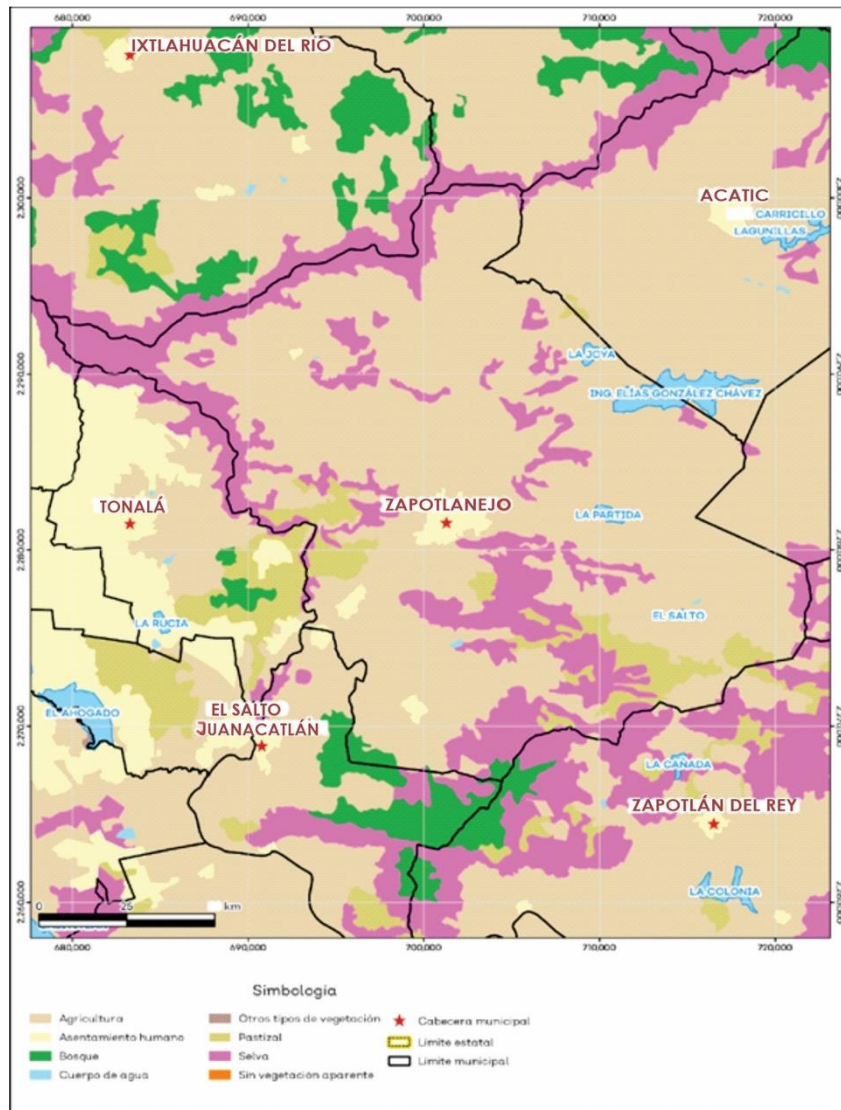 680,000 690,000 700,000 710,000 720,000
IXTLAHUACÁN DEL RÍO
2,300,000
ACATIC
CARRICILLO
LAGUNILLAS
LA JOYA
2,290,000
ING. ELÍAS GONZÁLEZ CHÁVEZ
TONALÁ
ZAPOTLANEJO
LA PARTIDA
2,280,000
LA RUCIA
EL SALTO
EL AHOGADO
EL SALTO
JUANACATLÁN
2,270,000
LA CAÑADA
ZAPOTLÁN DEL REY
LA COLONIA
2,260,000
0 25 km
680,000 690,000 700,000 710,000 720,000
Simbología
Agricultura
Asentamiento humano
Bosque
Cuerpo de agua
Otros tipos de vegetación
Pastizal
Selva
Sin vegetación aparente
Cabecera municipal
Límite estatal
Límite municipal